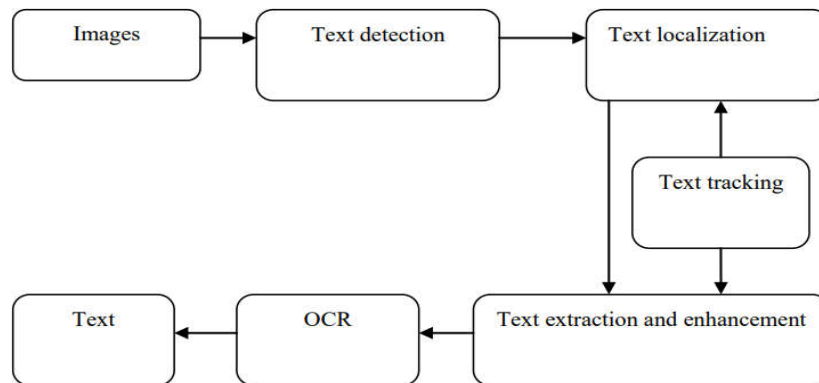 Images
Text detection
Text localization
Text tracking
Text
OCR
Text extraction and enhancement